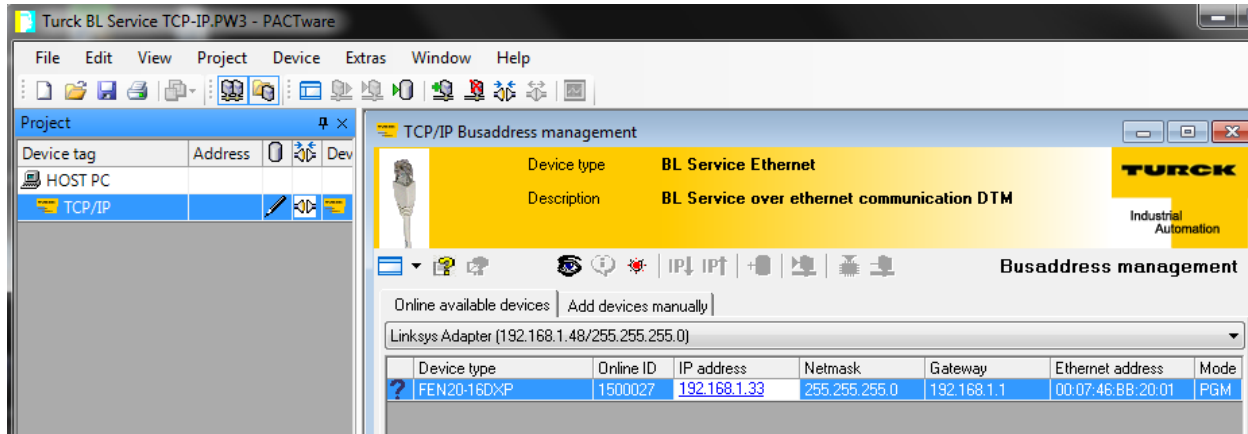 Turck BL Service TCP-IP.PW3 - PACTware
File Edit View Project Device Extras Window Help
Project
Device tag Address Dev
HOST PC
TCP/IP
TCP/IP Busaddress management
Device type BL Service Ethernet
Description BL Service over ethernet communication DTM
TURCK
Industrial
Automation
IP IP Busaddress management
Online available devices Add devices manually
Linksys Adapter (192.168.1.48/255.255.255.0)
Device type Online ID IP address Netmask Gateway Ethernet address Mode
? FEN20-16DXP 1500027 192.168.1.33 255.255.255.0 192.168.1.1 00:07:46:BB:20:01 PGM